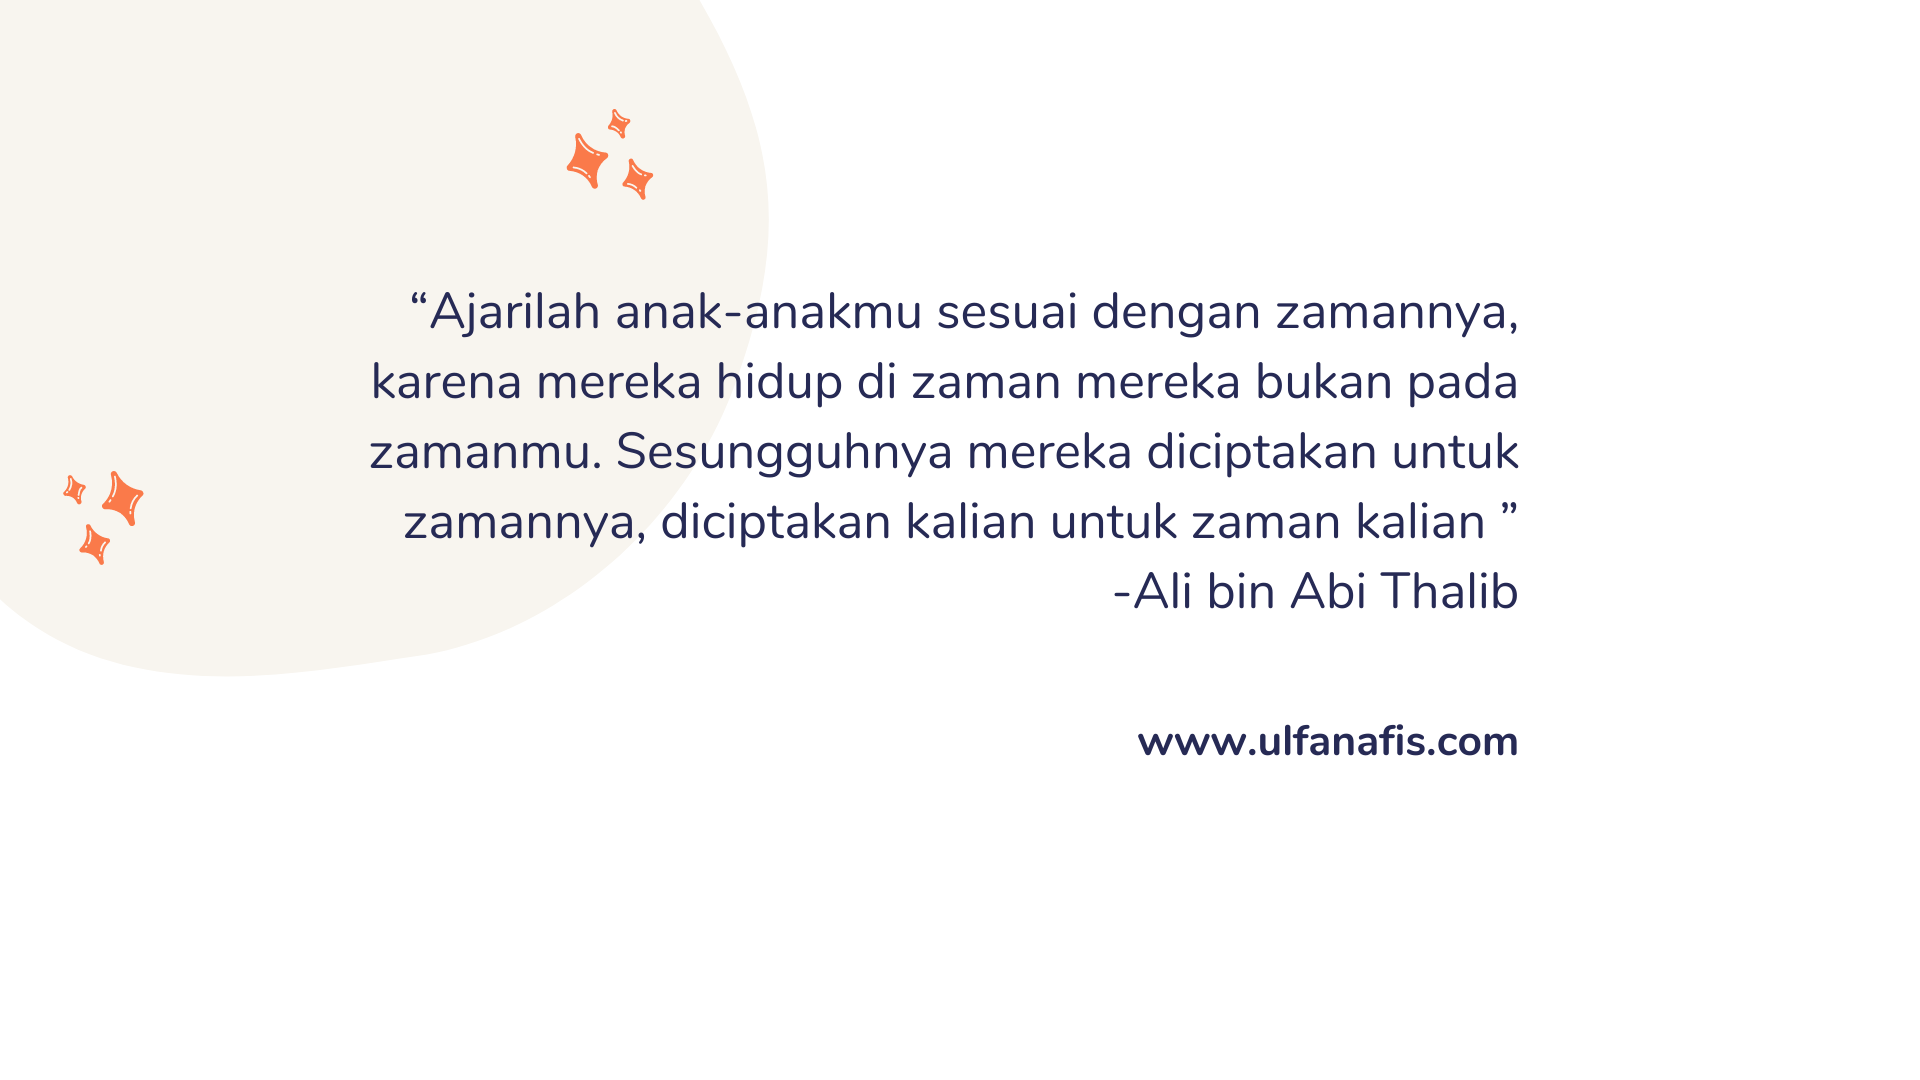 “Ajarilah anak-anakmu sesuai dengan zamannya,
karena mereka hidup di zaman mereka bukan pada
zamanmu. Sesungguhnya mereka diciptakan untuk
zamannya, diciptakan kalian untuk zaman kalian ”
-Ali bin Abi Thalib
www.ulfanafis.com